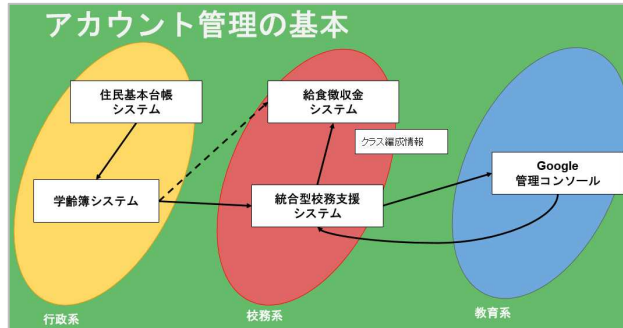 アカウント管理の基本
住民基本台帳
システム
給食徴収金
システム
クラス編成情報
Google
管理コンソール
学齢簿システム
統合型校務支援
システム
行政系
校務系
教育系